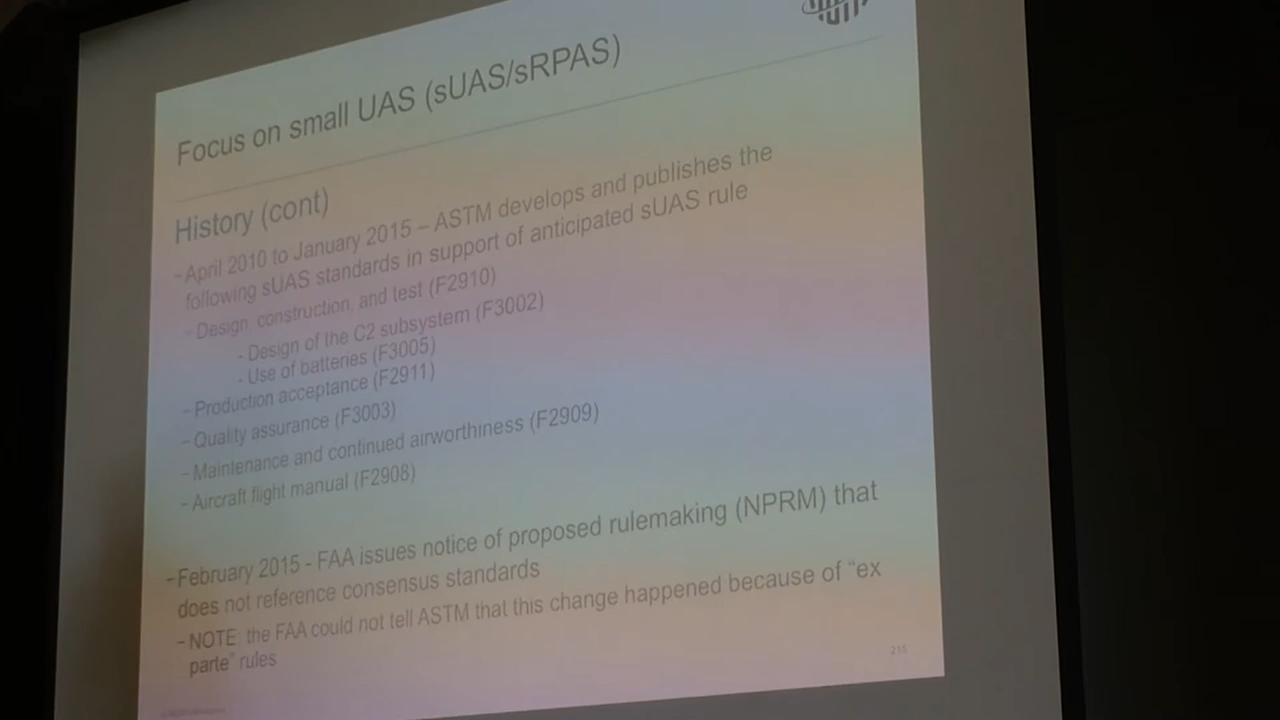 Focus on small UAS (sUAS/sRPAS)
History (cont)
– April 2010 to January 2015 – ASTM develops and publishes the
following sUAS standards in support of anticipated sUAS rule
– Design, construction, and test (F2910)
- Design of the C2 subsystem (F3002)
- Use of batteries (F3005)
– Production acceptance (F2911)
– Quality assurance (F3003)
– Maintenance and continued airworthiness (F2909)
– Aircraft flight manual (F2908)
– February 2015 - FAA issues notice of proposed rulemaking (NPRM) that
does not reference consensus standards
– NOTE: the FAA could not tell ASTM that this change happened because of “ex
parte” rules